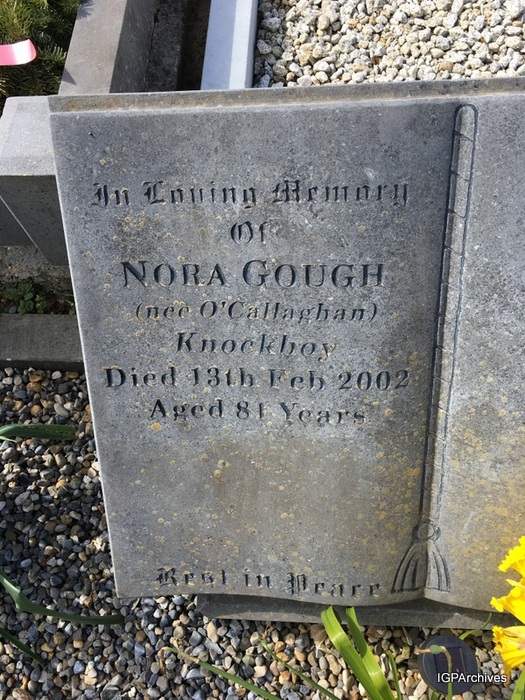 In Loving Memory
Of
NORA GOUGH
(nee O'Callaghan)
Knockboy
Died 13th Feb 2002
Aged 81 Years
Rest in Peace
IGPArchives